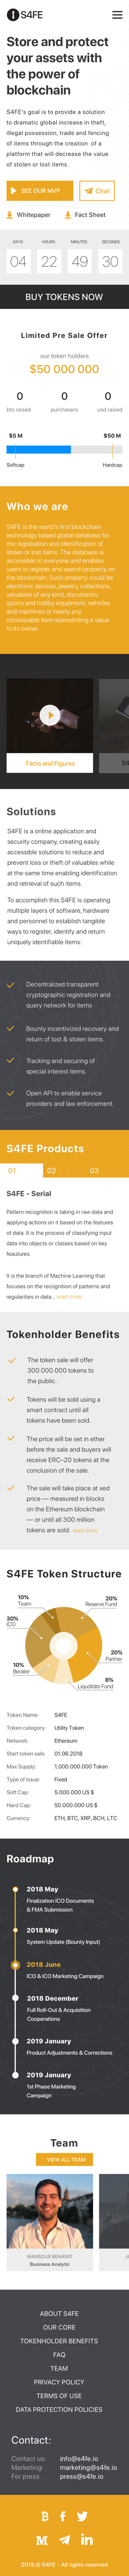 S4FE
Store and protect
your assets with
the power of
blockchain
S4FE's goal is to provide a solution
to dramatic global increase in theft,
illegal possession, trade and fencing
of items through the creation of a
platform that will decrease the value
of stolen or lost items.
SEE OUR MVP
Chat
Whitepaper
Fact Sheet
DAYS HOURS MINUTES SECONDS
04 22 49 30
BUY TOKENS NOW
Limited Pre Sale Offer
our token holders
$50 000 000
0 0 0
bts raised purchasers usd raised
$5 M $50 M
Softcap Hardcap
Who we are
S4FE is the world's first blockchain
technology based global database for
the registration and identification of
stolen or lost items. The database is
accessible to everyone and enables
users to register and search property on
the blockchain. Such property could be
electronic devices, jewelry, collections,
valuables of any kind, documents,
sports and hobby equipment, vehicles
and machines or nearly any
conceivable item representing a value
to its owner.
Facts and Figures
S4
Solutions
S4FE is a online application and
security company, creating easily
accessible solutions to reduce and
prevent loss or theft of valuables while
at the same time enabling identification
and retrieval of such items.
To accomplish this S4FE is operating
multiple layers of software, hardware
and personnel to establish tangible
ways to report, locate and identify
uniquely identifiable items:
Decentralized transparent
cryptographic registration and
query network for items
Bounty incentivized recovery and
return of lost & stolen items.
Tracking and securing of
special interest items.
Open API to enable service
providers and law enforcement.
S4FE Products
01 02 03
S4FE - Serial
Pattern recognition is taking in raw data and
applying actions on it based on the features
of data. It is the process of classifying input
data into objects or classes based on key
features.
It is the branch of Machine Learning that
focuses on the recognition of patterns and
regularities in data... read more
Tokenholder Benefits
The token sale will offer
300.000.000 tokens to
the public.
Tokens will be sold using a
smart contract until all
tokens have been sold.
The price will be set in ether
before the sale and buyers will
receive ERC–20 tokens at the
conclusion of the sale.
The sale will take place at xed
price — measured in blocks
on the Ethereum blockchain
— or until all 300 million
tokens are sold. read more
S4FE Token Structure
10%
Team
20%
Reserve Fund
30%
ICO
20%
Partner
10%
Berater
8%
Liquditäts Fund
Token Name: S4FE
Token category: Utility Token
Network: Ethereum
Start token sale: 01.06.2018
Max Supply: 1,000.000.000 Token
Type of issue: Fixed
Soft Cap: 5.000.000 US $
Hard Cap: 50.000.000 US $
Currency: ETH, BTC, XRP, BCH, LTC
Roadmap
2018 May
Finalization ICO Documents
& FMA Submission
2018 May
System Update (Bounty Input)
2018 June
ICO & ICO Marketing Campaign
2018 December
Full Roll-Out & Acquisition
Cooperations
2019 January
Product Adjustments & Corrections
2019 January
1st Phase Marketing
Campaign
Team
VIEW ALL TEAM
MANSOUR BENAYAT
Business Analytic
ABOUT S4FE
OUR CORE
TOKENHOLDER BENEFITS
FAQ
TEAM
PRIVACY POLICY
TERMS OF USE
DATA PROTECTION POLICIES
Contact:
Contact us: info@s4fe.io
Marketing: marketing@s4fe.io
For press: press@s4fe.io
2018 © S4FE - All rights reserved